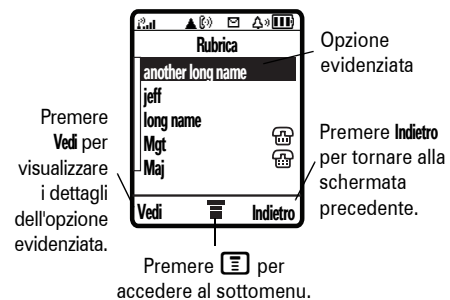 Rubrica
another long name
jeff
long name
Mgt
Maj
Vedi
Indietro
Opzione
evidenziata
Premere
Vedi per
visualizzare
i dettagli
dell'opzione
evidenziata.
Premere Indietro
per tornare alla
schermata
precedente.
Premere per
accedere al sottomenu.